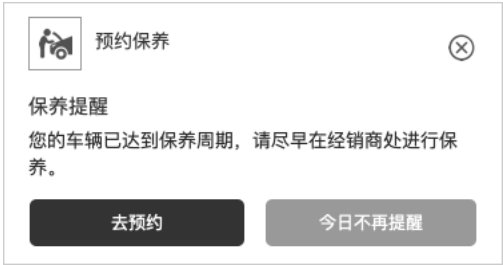 预约保养
保养提醒
您的车辆已达到保养周期，请尽早在经销商处进行保
养。
去预约
今日不再提醒